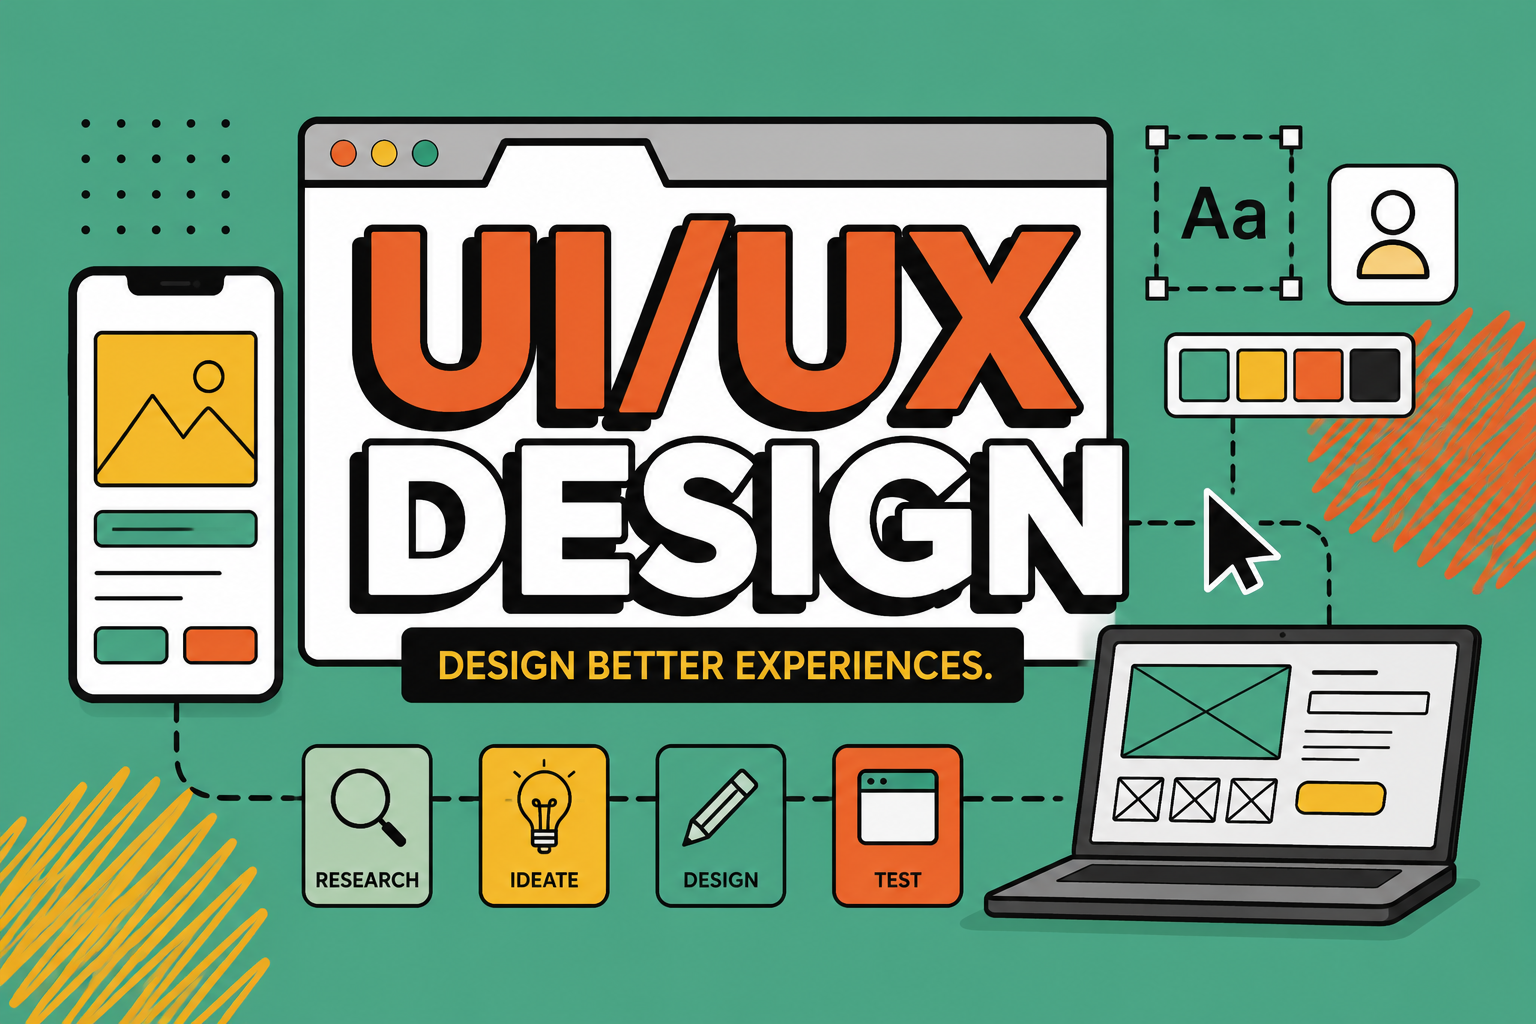 UI/UX
DESIGN
DESIGN BETTER EXPERIENCES.
Aa
RESEARCH
IDEATE
DESIGN
TEST